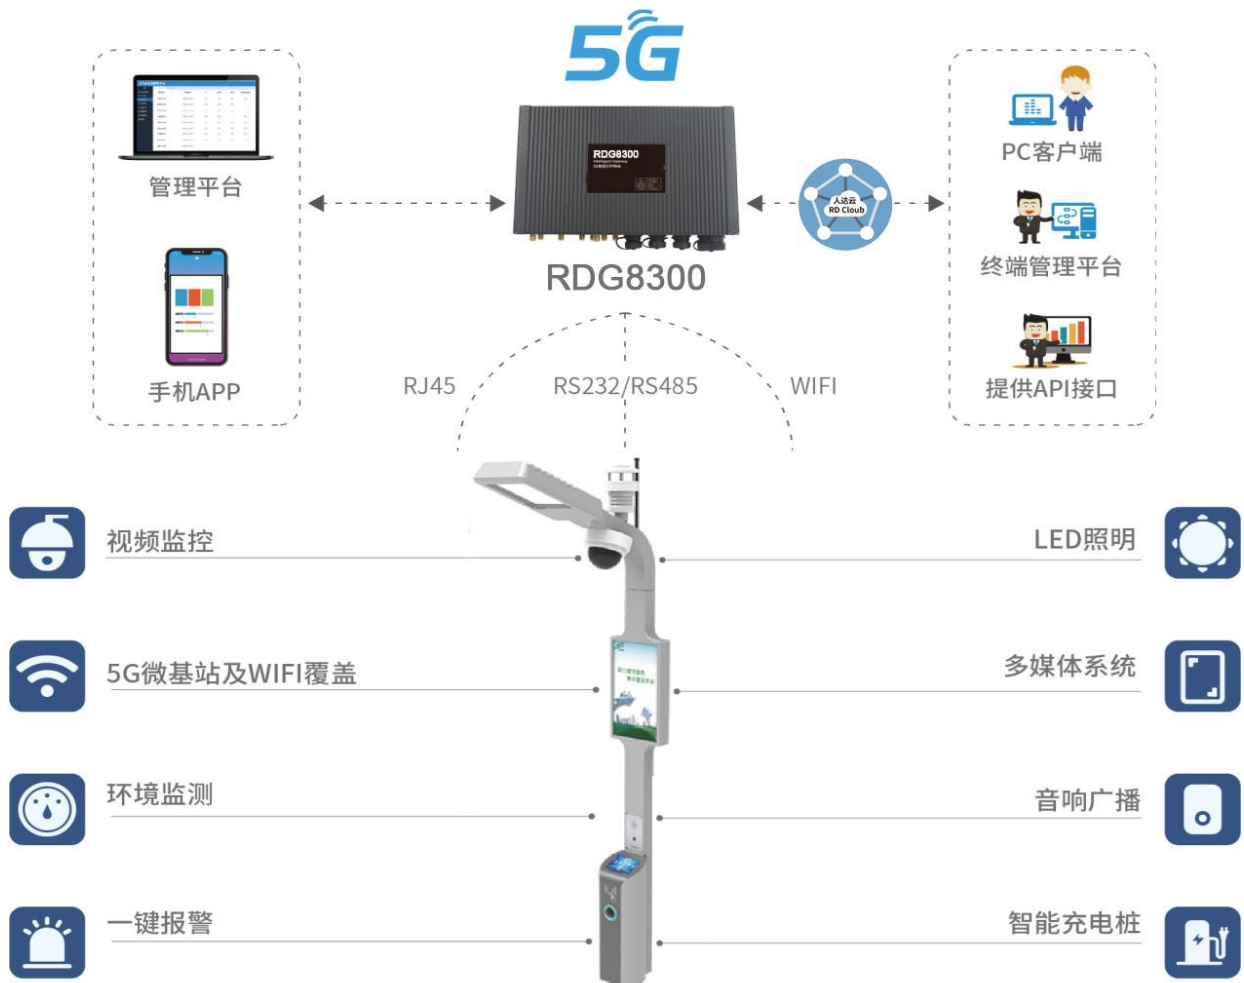 5G
RDG8300
管理平台
手机APP
人达云
RD Cloub
PC客户端
终端管理平台
提供API接口
RDG8300
RJ45
RS232/RS485
WIFI
视频监控
LED照明
5G微基站及WIFI覆盖
多媒体系统
环境监测
音响广播
一键报警
智能充电桩